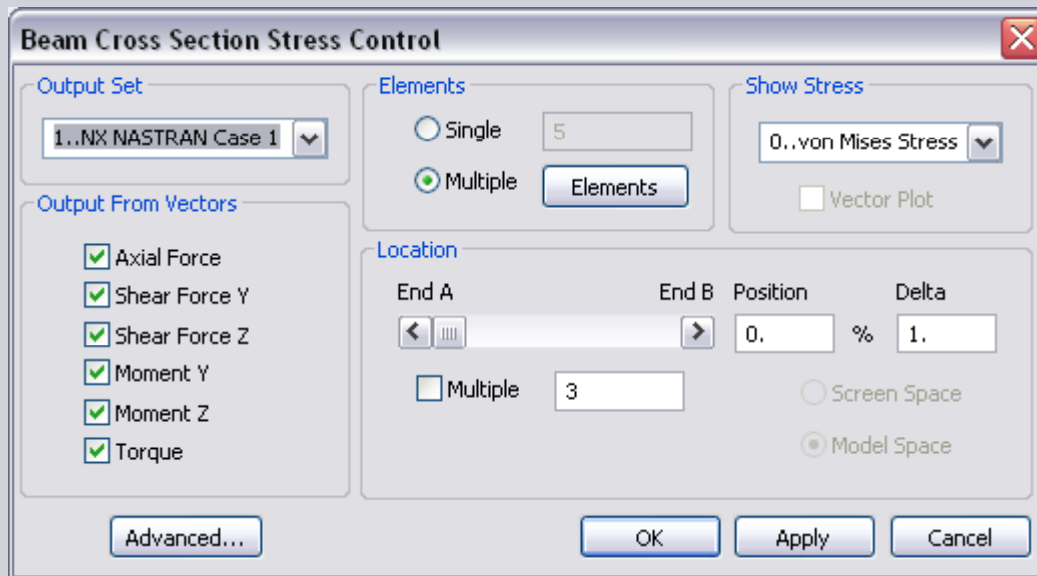 Beam Cross Section Stress Control
Output Set
1..NX NASTRAN Case 1
Output From Vectors
Axial Force
Shear Force Y
Shear Force Z
Moment Y
Moment Z
Torque
Elements
Single
5
Multiple
Elements
Show Stress
0..von Mises Stress
Vector Plot
Location
End A
End B
Position
Delta
0.
%
1.
Multiple
3
Screen Space
Model Space
Advanced...
OK
Apply
Cancel